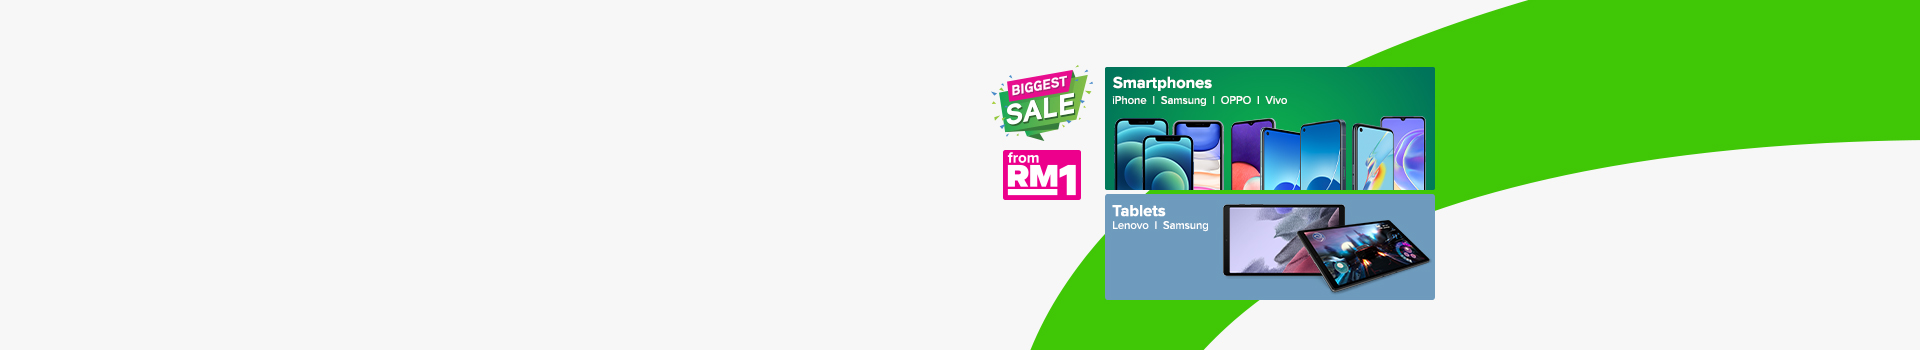 BIGGEST
SALE
from
RM1
Smartphones
iPhone | Samsung | OPPO | Vivo
Tablets
Lenovo | Samsung